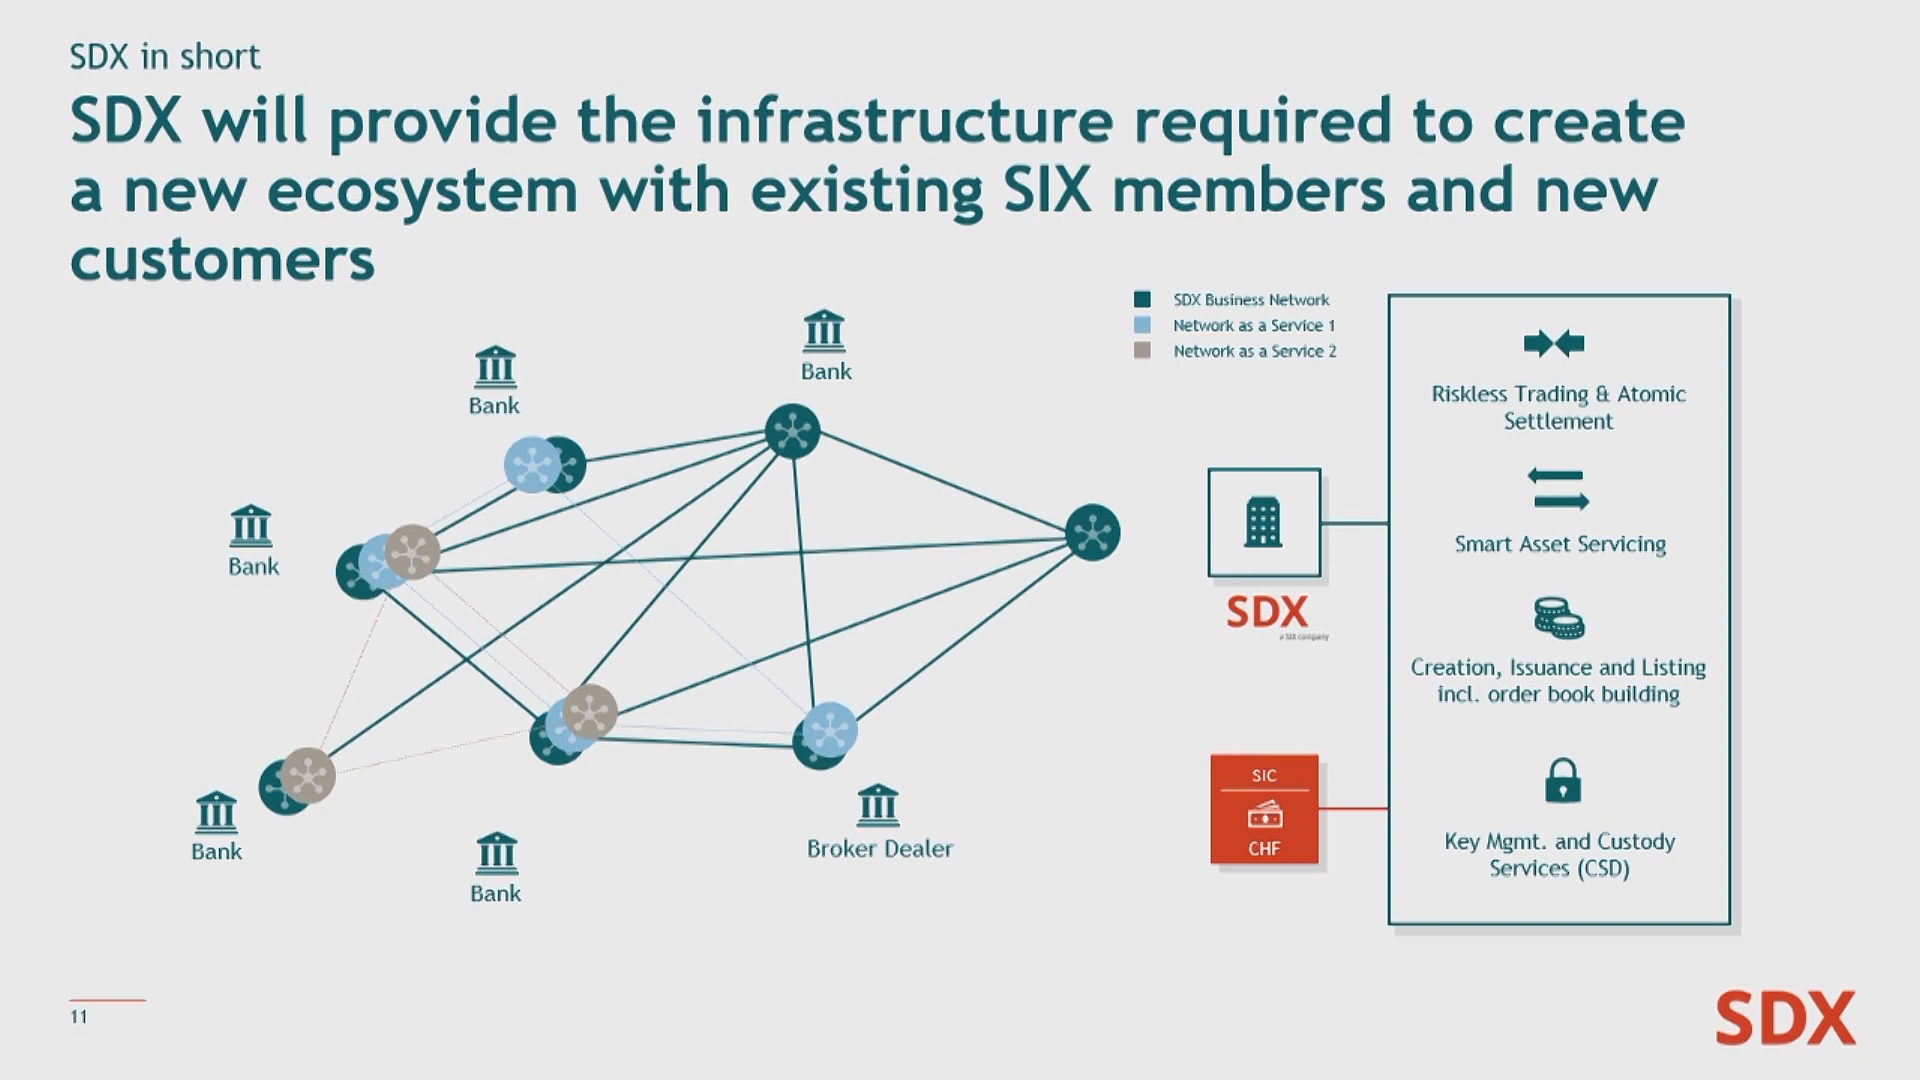 SDX in short
SDX will provide the infrastructure required to create
a new ecosystem with existing SIX members and new
customers
SDX Business Network
Network as a Service 1
Network as a Service 2
Bank
Bank
Bank
Bank
Bank
Broker Dealer
SDX
a SIX company
SIC
CHF
Riskless Trading & Atomic
Settlement
Smart Asset Servicing
Creation, Issuance and Listing
incl. order book building
Key Mgmt. and Custody
Services (CSD)
11
SDX